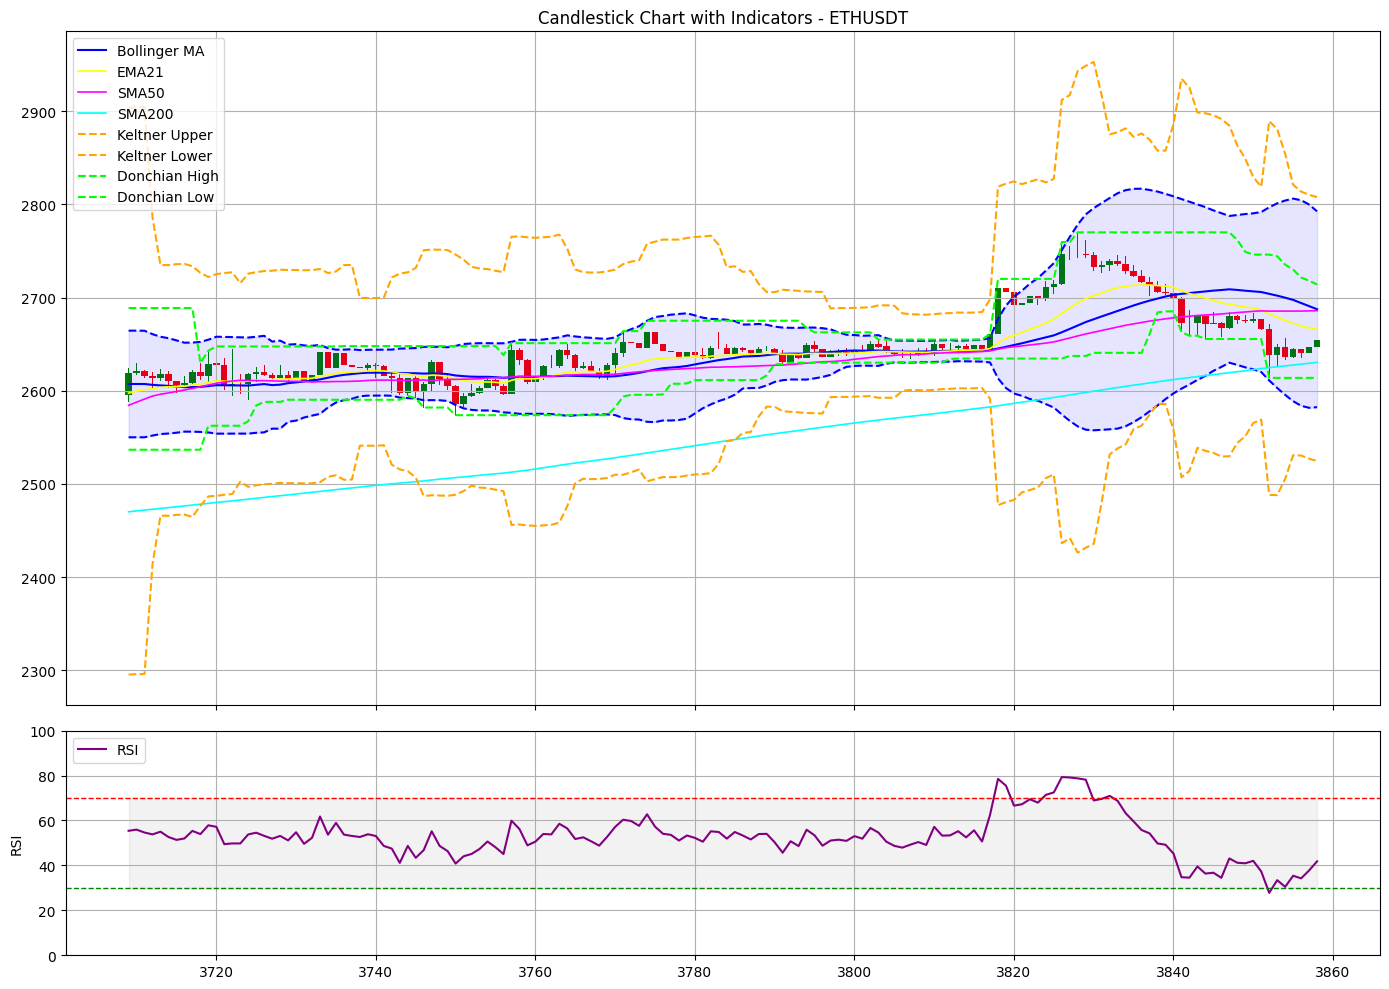 Candlestick Chart with Indicators - ETHUSDT
Bollinger MA
EMA21
SMA50
SMA200
Keltner Upper
Keltner Lower
Donchian High
Donchian Low
2900
2800
2700
2600
2500
2400
2300
RSI
100
80
60
40
20
0
RSI
3720
3740
3760
3780
3800
3820
3840
3860